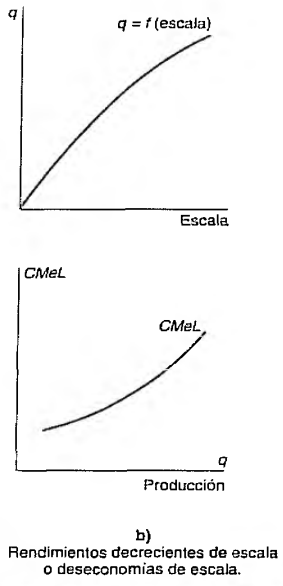 q
q = f (escala)
Escala
CMeL
CMeL
q
Producción
b)
Rendimientos decrecientes de escala
o deseconomías de escala.